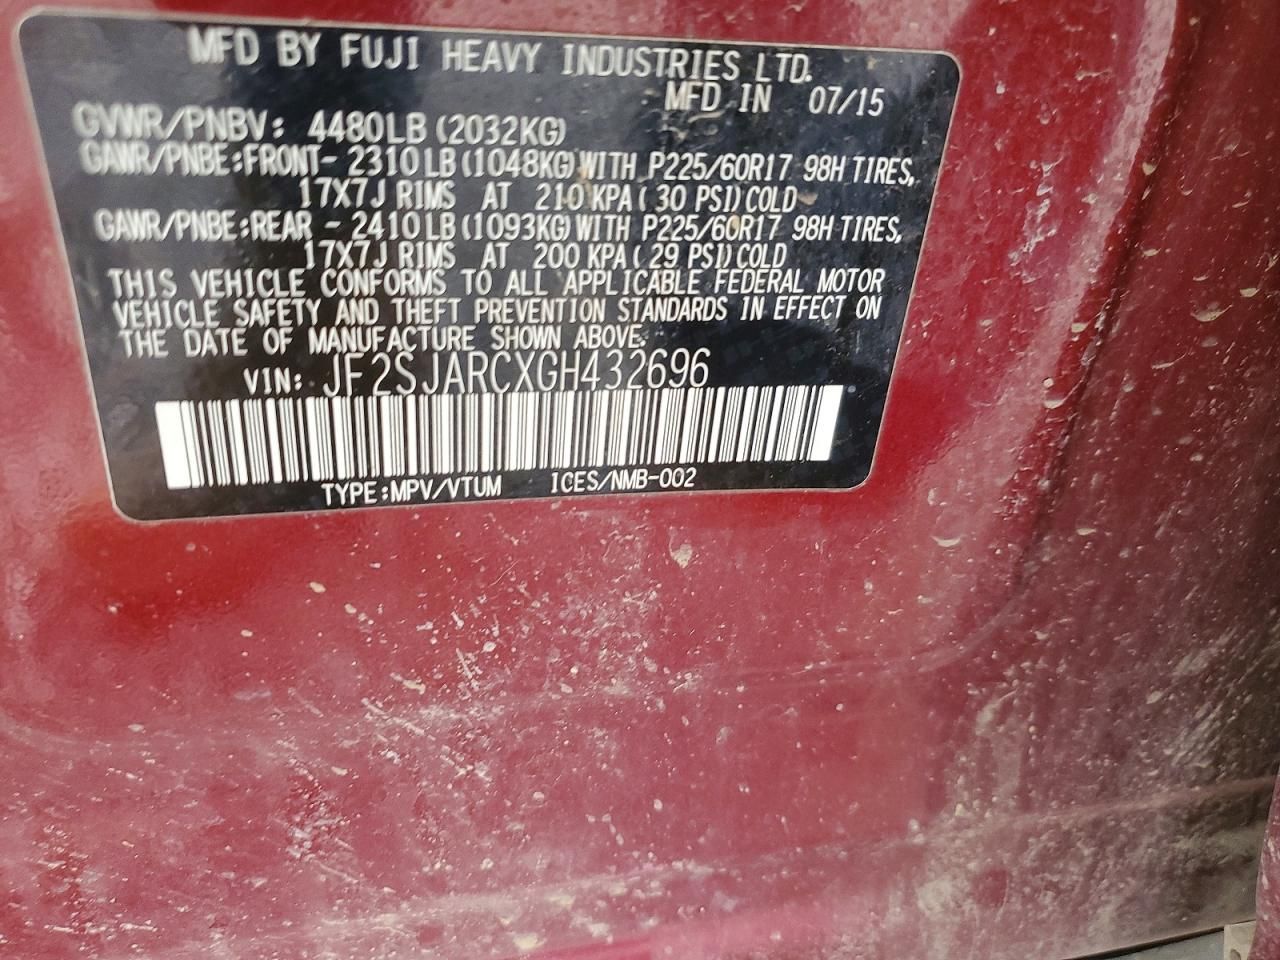 MFD BY FUJI HEAVY INDUSTRIES LTD.
MFD IN 07/15
GVWR/PNBV: 4480LB(2032KG)
GAWR/PNBE:FRONT- 2310LB(1048KG)WITH P225/60R17 98H TIRES,
17X7J RIMS AT 210 KPA(30 PSI)COLD
GAWR/PNBE:REAR - 2410LB(1093KG)WITH P225/60R17 98H TIRES,
17X7J RIMS AT 200 KPA(29 PSI)COLD
THIS VEHICLE CONFORMS TO ALL APPLICABLE FEDERAL MOTOR
VEHICLE SAFETY AND THEFT PREVENTION STANDARDS IN EFFECT ON
THE DATE OF MANUFACTURE SHOWN ABOVE.
VIN: JF2SJARCXGH432696
TYPE:MPV/VTUM ICES/NMB-002